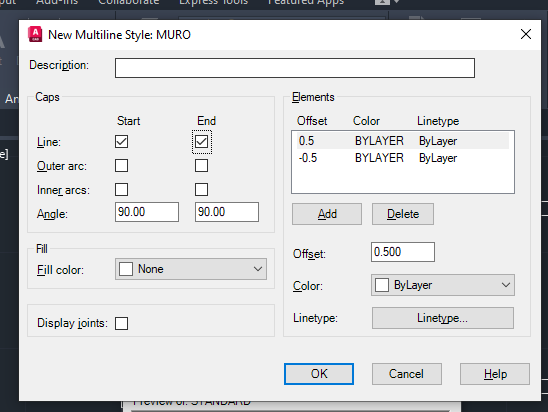 Add-ins Collaborate Express Tools Featured Apps
New Multiline Style: MURO
Description:
Caps
Start End
Line:
Outer arc:
Inner arcs:
Angle: 90.00 90.00
Fill
Fill color: None
Display joints:
Elements
Offset Color Linetype
0.5 BYLAYER ByLayer
-0.5 BYLAYER ByLayer
Add Delete
Offset: 0.500
Color: ByLayer
Linetype: Linetype...
OK Cancel Help
An
e]
Preview of: STANDARD